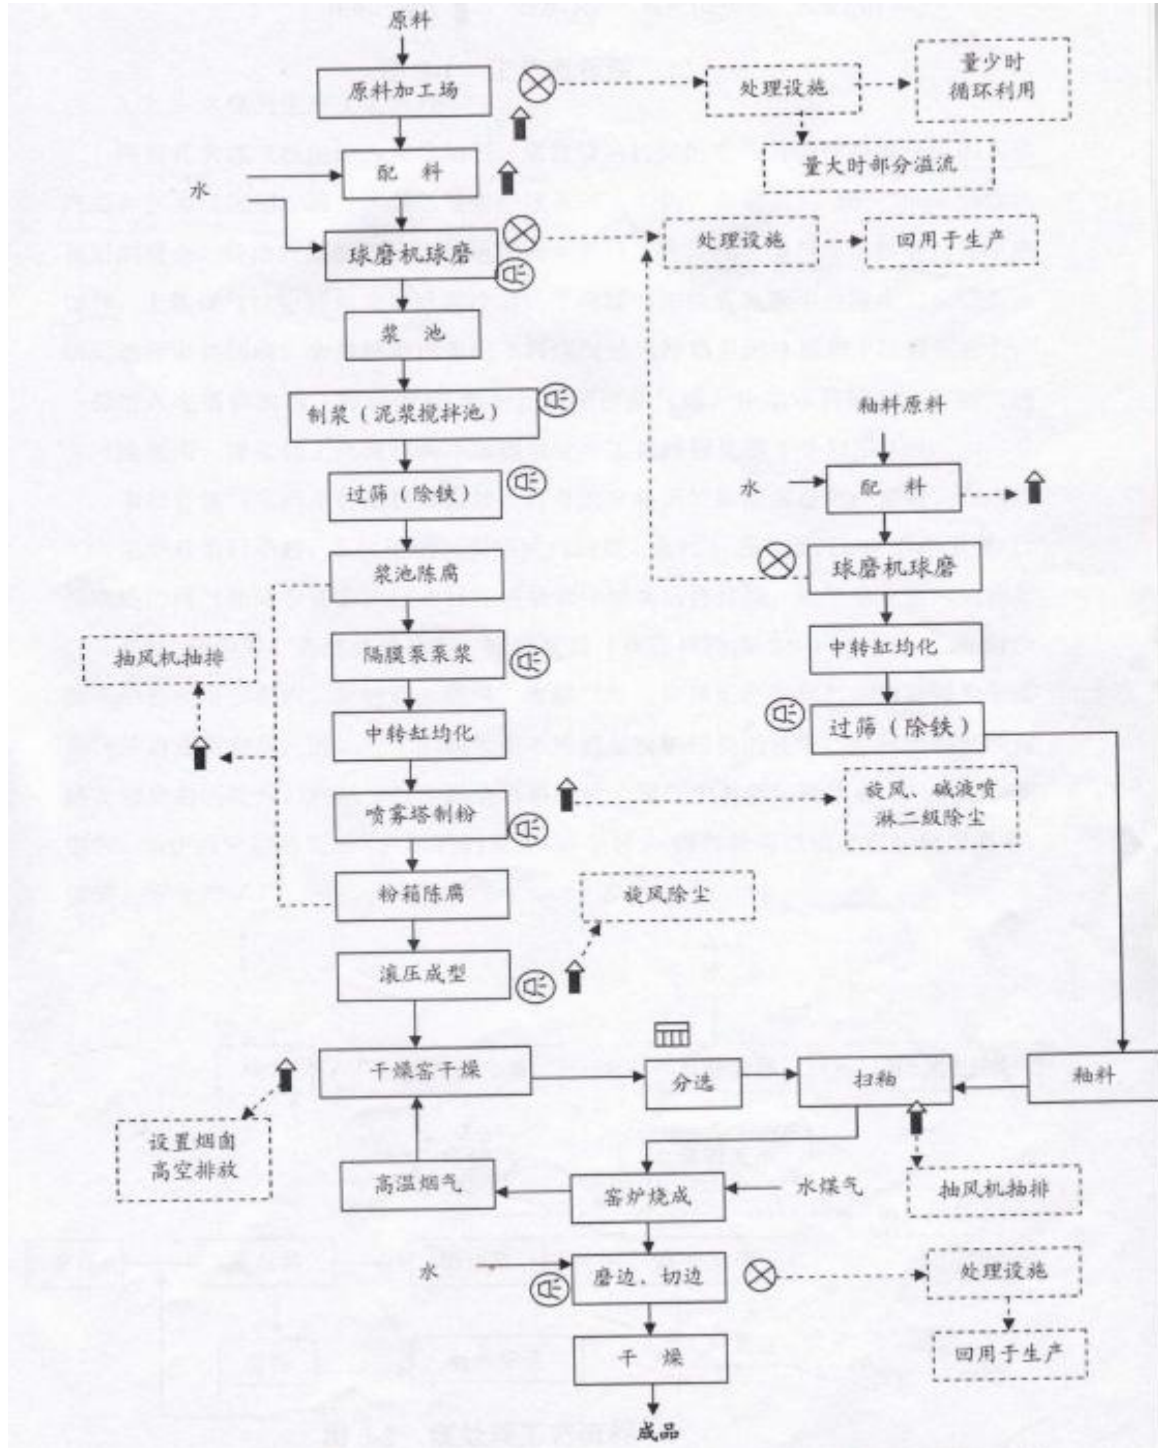 原料
原料加工场
处理设施
量少时
循环利用
量大时部分溢流
水
配 料
球磨机球磨
处理设施
回用于生产
浆 池
制浆（泥浆搅拌池）
过筛（除铁）
浆池陈腐
隔膜泵泵浆
抽风机抽排
中转缸均化
喷雾塔制粉
旋风、碱液喷
淋二级除尘
粉箱陈腐
旋风除尘
滚压成型
釉料原料
水
配 料
球磨机球磨
中转缸均化
过筛（除铁）
干燥窑干燥
分选
扫釉
釉料
设置烟囱
高空排放
高温烟气
窑炉烧成
水煤气
抽风机抽排
水
磨边、切边
处理设施
回用于生产
干 燥
成品